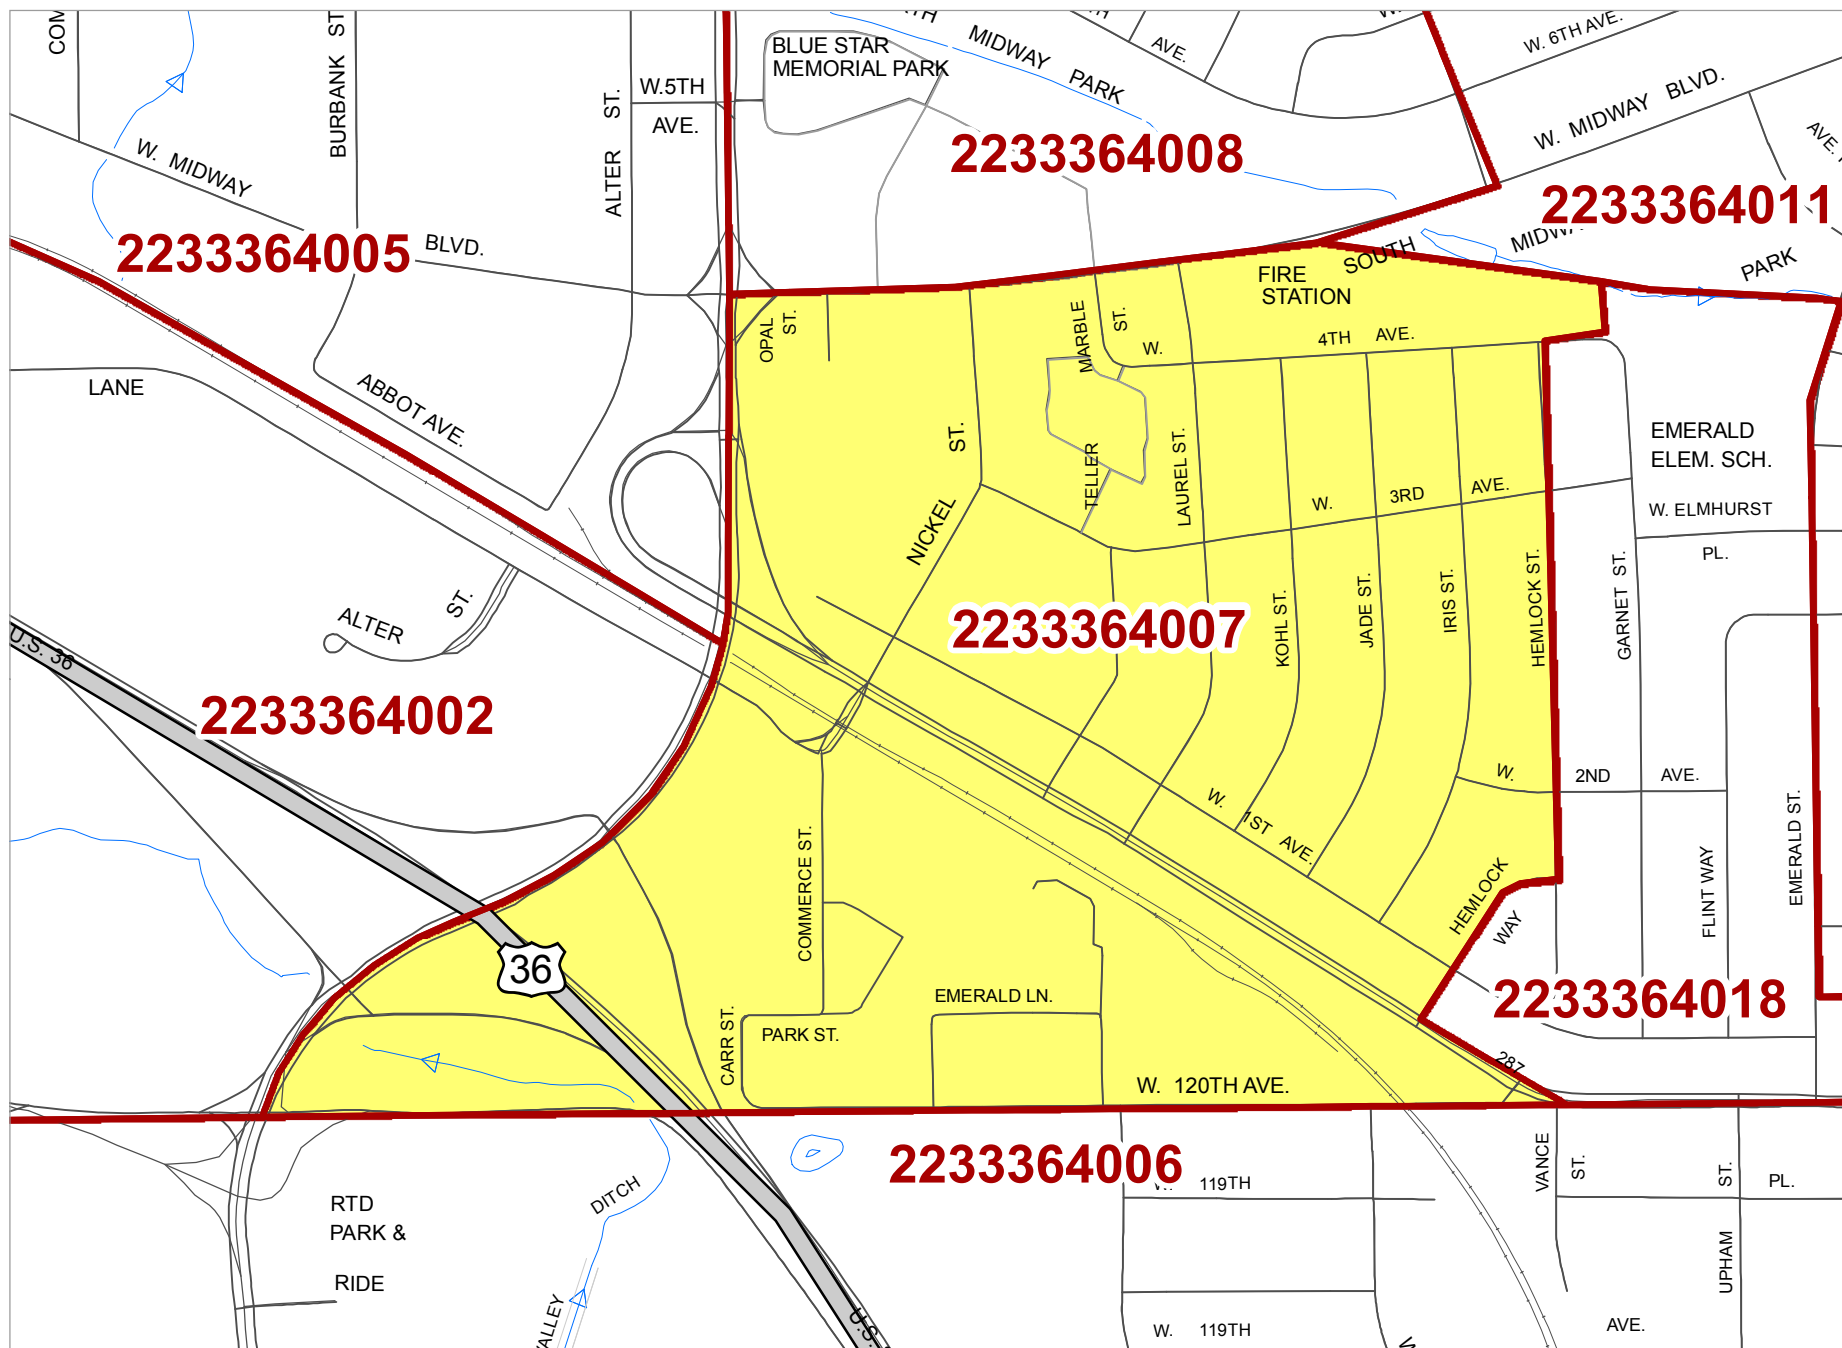 COM
BURBANK ST
W. MIDWAY
BLVD.
ALTER ST.
W.5TH
AVE.
BLUE STAR
MEMORIAL PARK
TH MIDWAY PARK
AVE.
W. 6TH AVE.
W. MIDWAY BLVD.
AVE.
2233364008
2233364011
2233364005
SOUTH MIDWAY PARK
FIRE
STATION
LANE
ABBOT AVE.
OPAL ST.
MARBLE ST.
W. 4TH AVE.
NICKEL ST.
TELLER
LAUREL ST.
W. 3RD AVE.
EMERALD
ELEM. SCH.
W. ELMHURST
PL.
ALTER ST.
U.S. 36
2233364002
2233364007
KOHL ST.
JADE ST.
IRIS ST.
HEMLOCK ST.
GARNET ST.
W. 2ND AVE.
W. 1ST AVE.
COMMERCE ST.
HEMLOCK WAY
FLINT WAY
EMERALD ST.
36
2233364018
EMERALD LN.
PARK ST.
CARR ST.
W. 120TH AVE.
287
2233364006
W. 119TH
VANCE ST.
UPHAM ST.
PL.
RTD
PARK &
RIDE
DITCH
VALLEY
U.S.
W. 119TH
AVE.
W